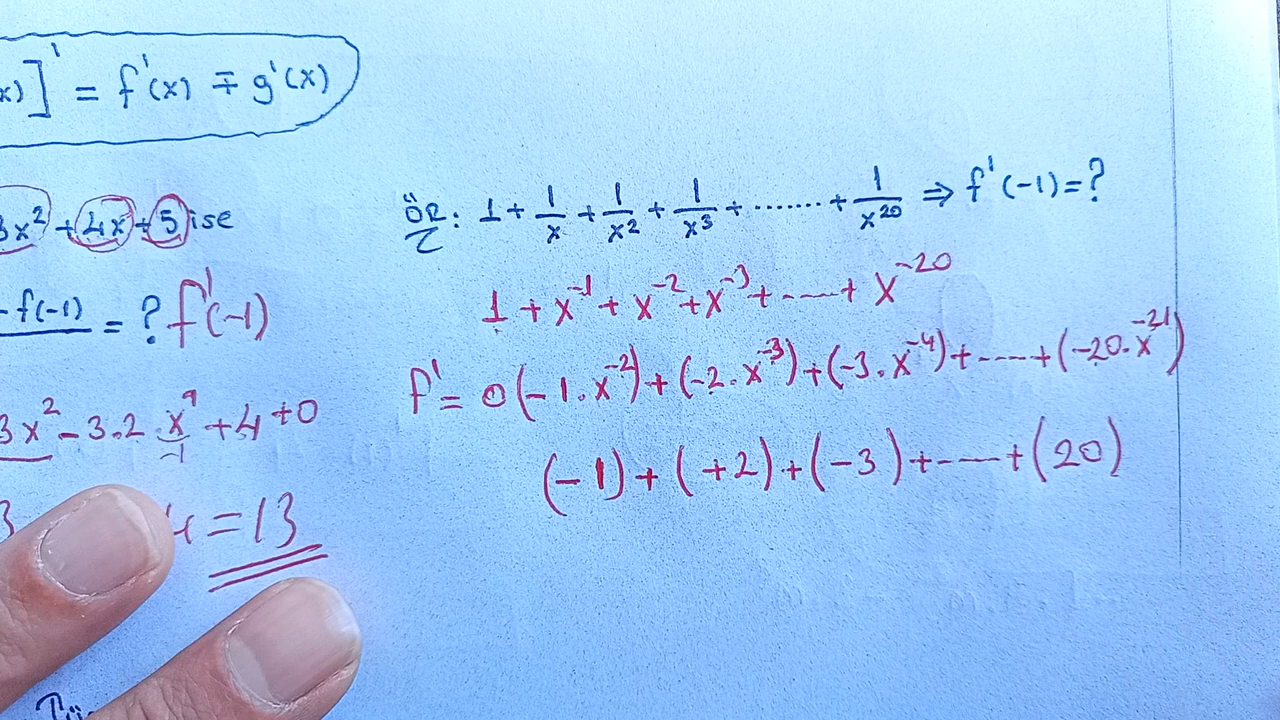 x)]' = f'(x) ∓ g'(x)
3x² + 4x + 5 ise
-f(-1) = ? f'(-1)
3x² - 3.2 x¹ + 4 + 0
-1
= 13
ÖR: 1 + 1/x + 1/x² + 1/x³ + ........ + 1/x²⁰ ⇒ f'(-1) = ?
1 + x⁻¹ + x⁻² + x⁻³ + ..... + x⁻²⁰
f' = 0 (-1.x⁻²) + (-2.x⁻³) + (-3.x⁻⁴) + ..... + (-20.x⁻²¹)
(-1) + (+2) + (-3) + ..... + (20)